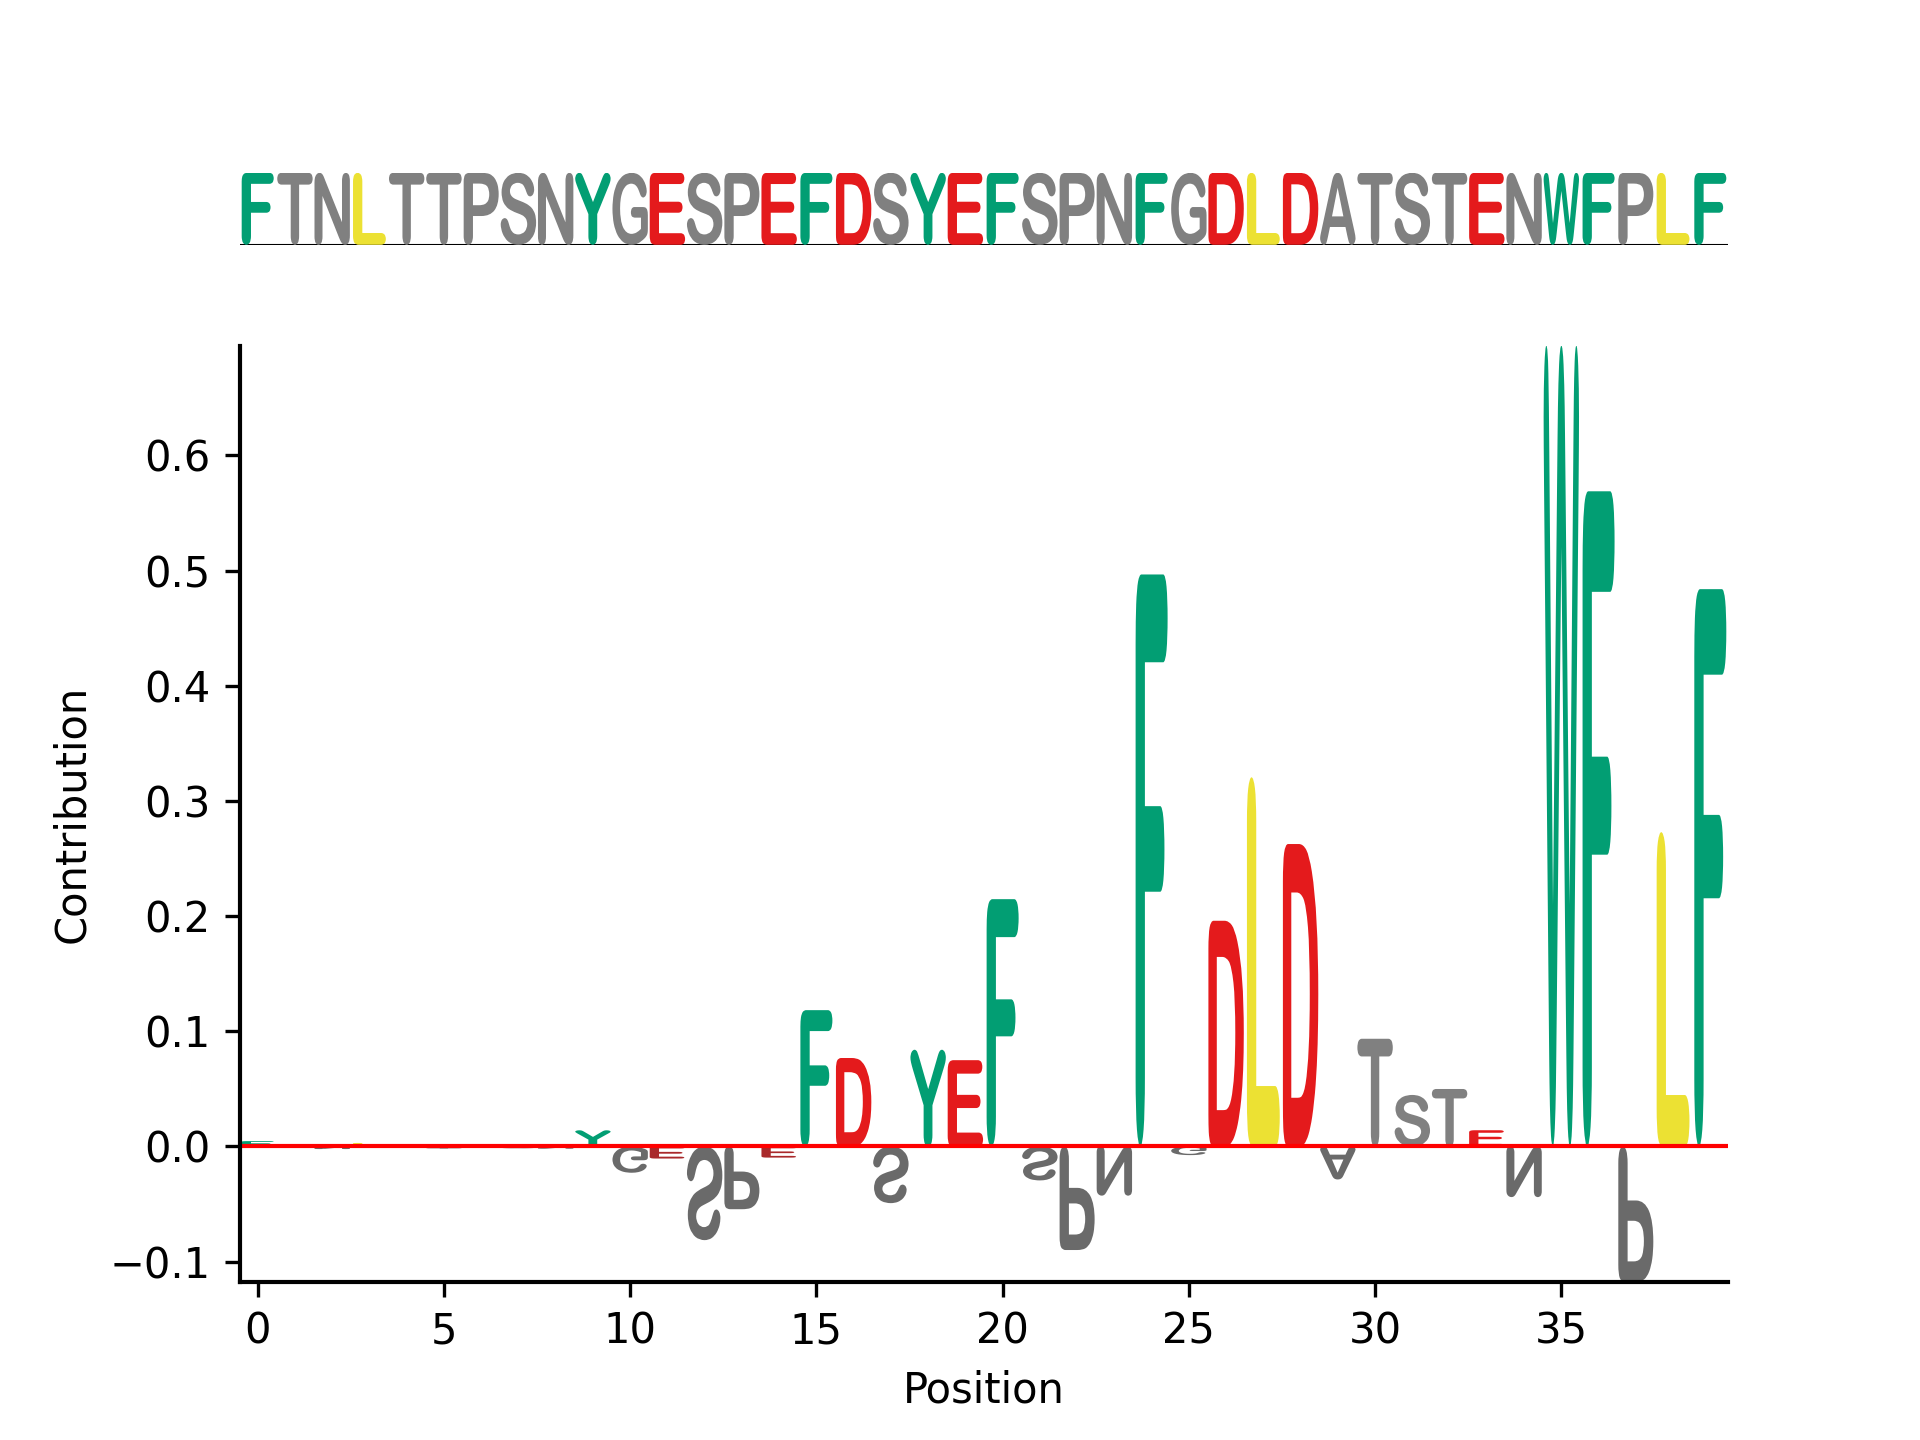 FTNLTTPSNYGESPEFDSYEFSPNFGDLDATSTENWFPLF
Contribution
0.6
0.5
0.4
0.3
0.2
0.1
0.0
−0.1
FYGESPEFDSYEFSPNFGDLDATSTENWFPLF
0 5 10 15 20 25 30 35
Position